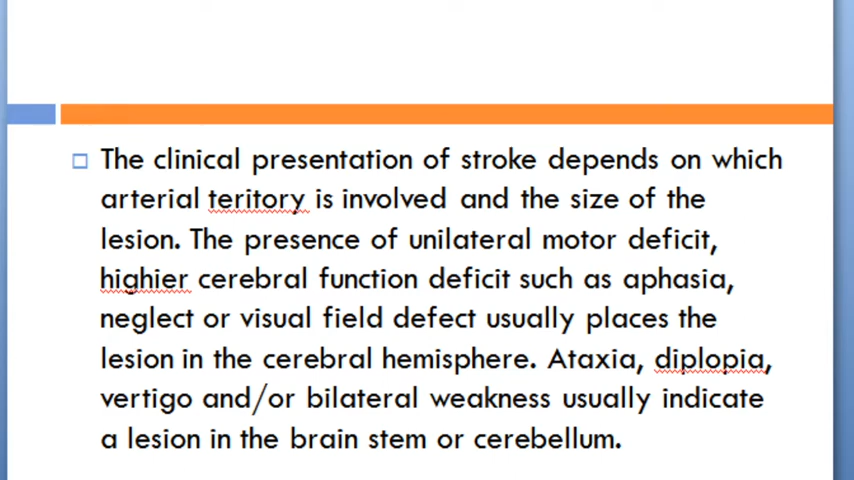 The clinical presentation of stroke depends on which
arterial teritory is involved and the size of the
lesion. The presence of unilateral motor deficit,
highier cerebral function deficit such as aphasia,
neglect or visual field defect usually places the
lesion in the cerebral hemisphere. Ataxia, diplopia,
vertigo and/or bilateral weakness usually indicate
a lesion in the brain stem or cerebellum.